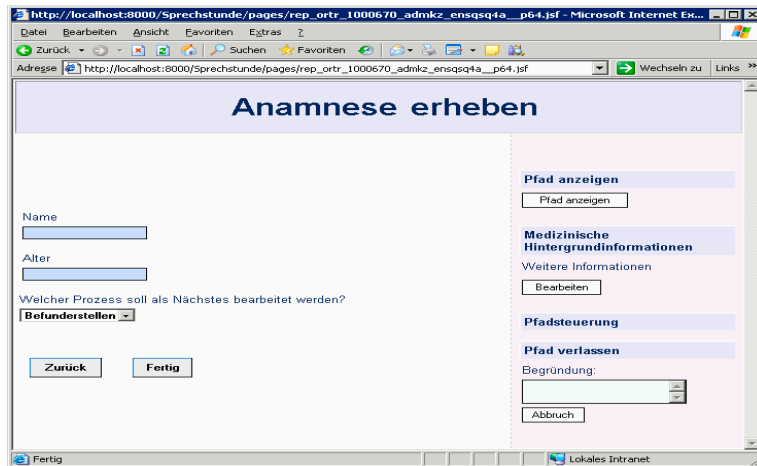 http://localhost:8000/Sprechstunde/pages/rep_ortr_1000670_admkz_ensqsq4a__p64.jsf - Microsoft Internet Ex...
Datei Bearbeiten Ansicht Favoriten Extras ?
Zurück Suchen Favoriten
Adresse http://localhost:8000/Sprechstunde/pages/rep_ortr_1000670_admkz_ensqsq4a__p64.jsf Wechseln zu Links »
Anamnese erheben
Name
Alter
Welcher Prozess soll als Nächstes bearbeitet werden?
Befunderstellen
Zurück Fertig
Pfad anzeigen
Pfad anzeigen
Medizinische
Hintergrundinformationen
Weitere Informationen
Bearbeiten
Pfadsteuerung
Pfad verlassen
Begründung:
Abbruch
Fertig Lokales Intranet